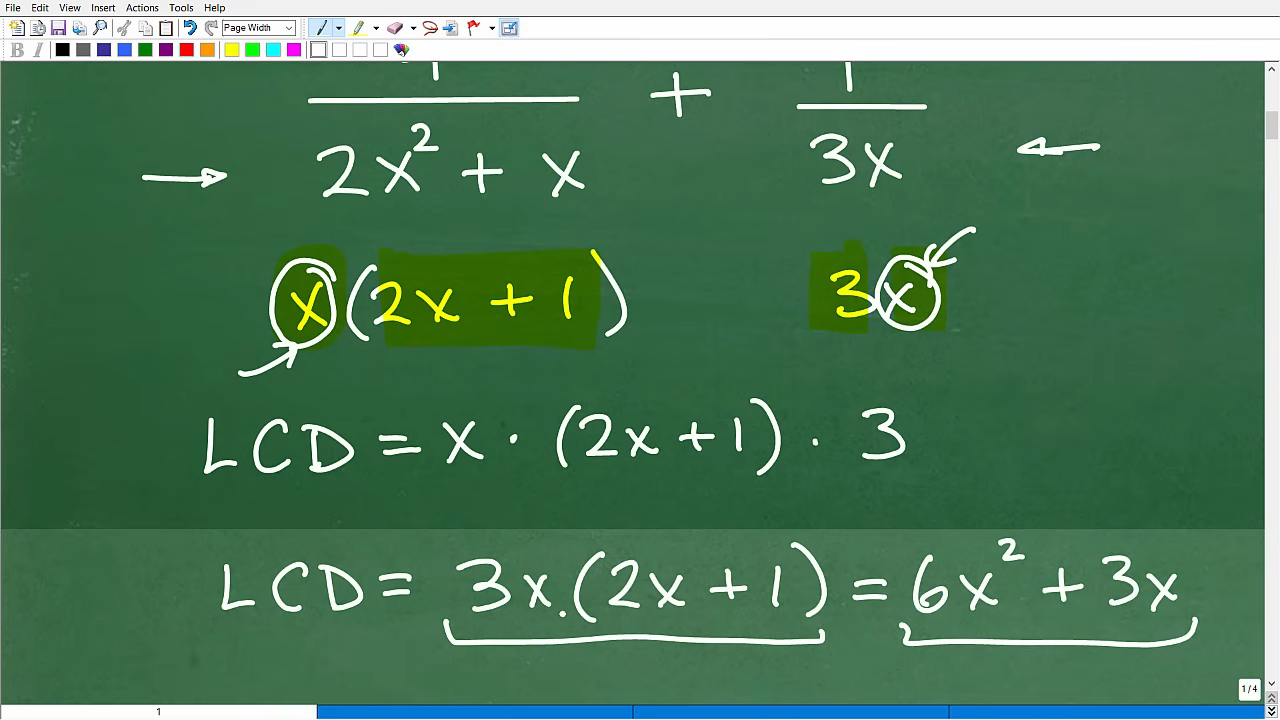 File Edit View Insert Actions Tools Help
Page Width
B I
+ 1
2x² + x 3x
x (2x + 1) 3x
LCD = x · (2x + 1) · 3
LCD = 3x.(2x + 1) = 6x² + 3x
1/4
1